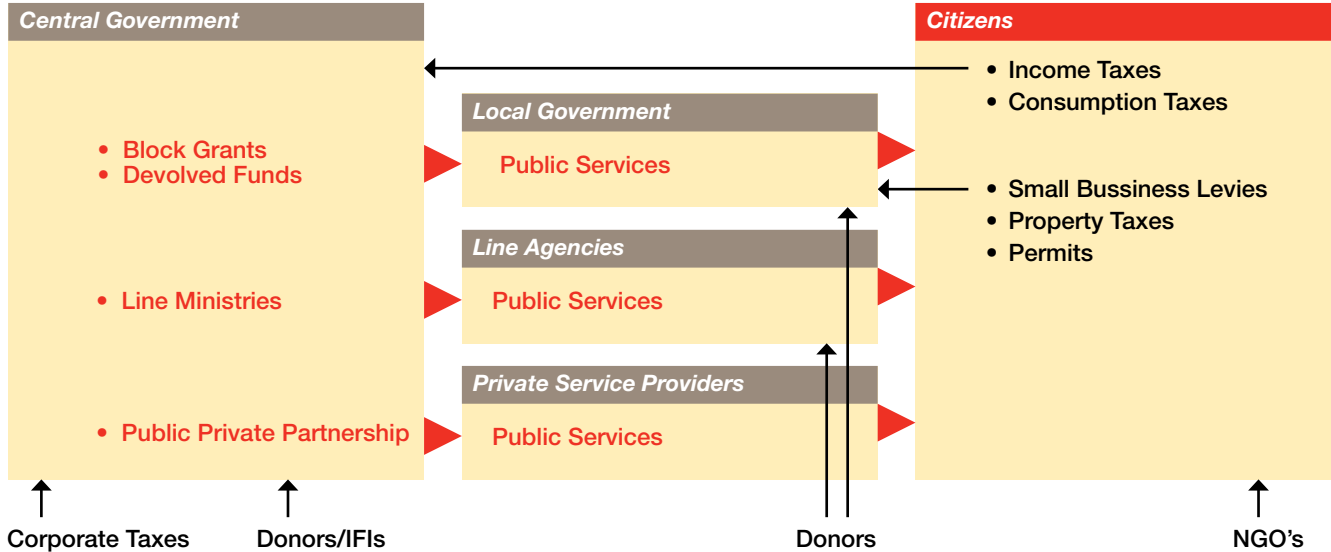 Central Government
Citizens
• Income Taxes
• Consumption Taxes
Local Government
• Block Grants
• Devolved Funds
Public Services
• Small Bussiness Levies
• Property Taxes
• Permits
Line Agencies
• Line Ministries
Public Services
Private Service Providers
• Public Private Partnership
Public Services
Corporate Taxes
Donors/IFIs
Donors
NGO's